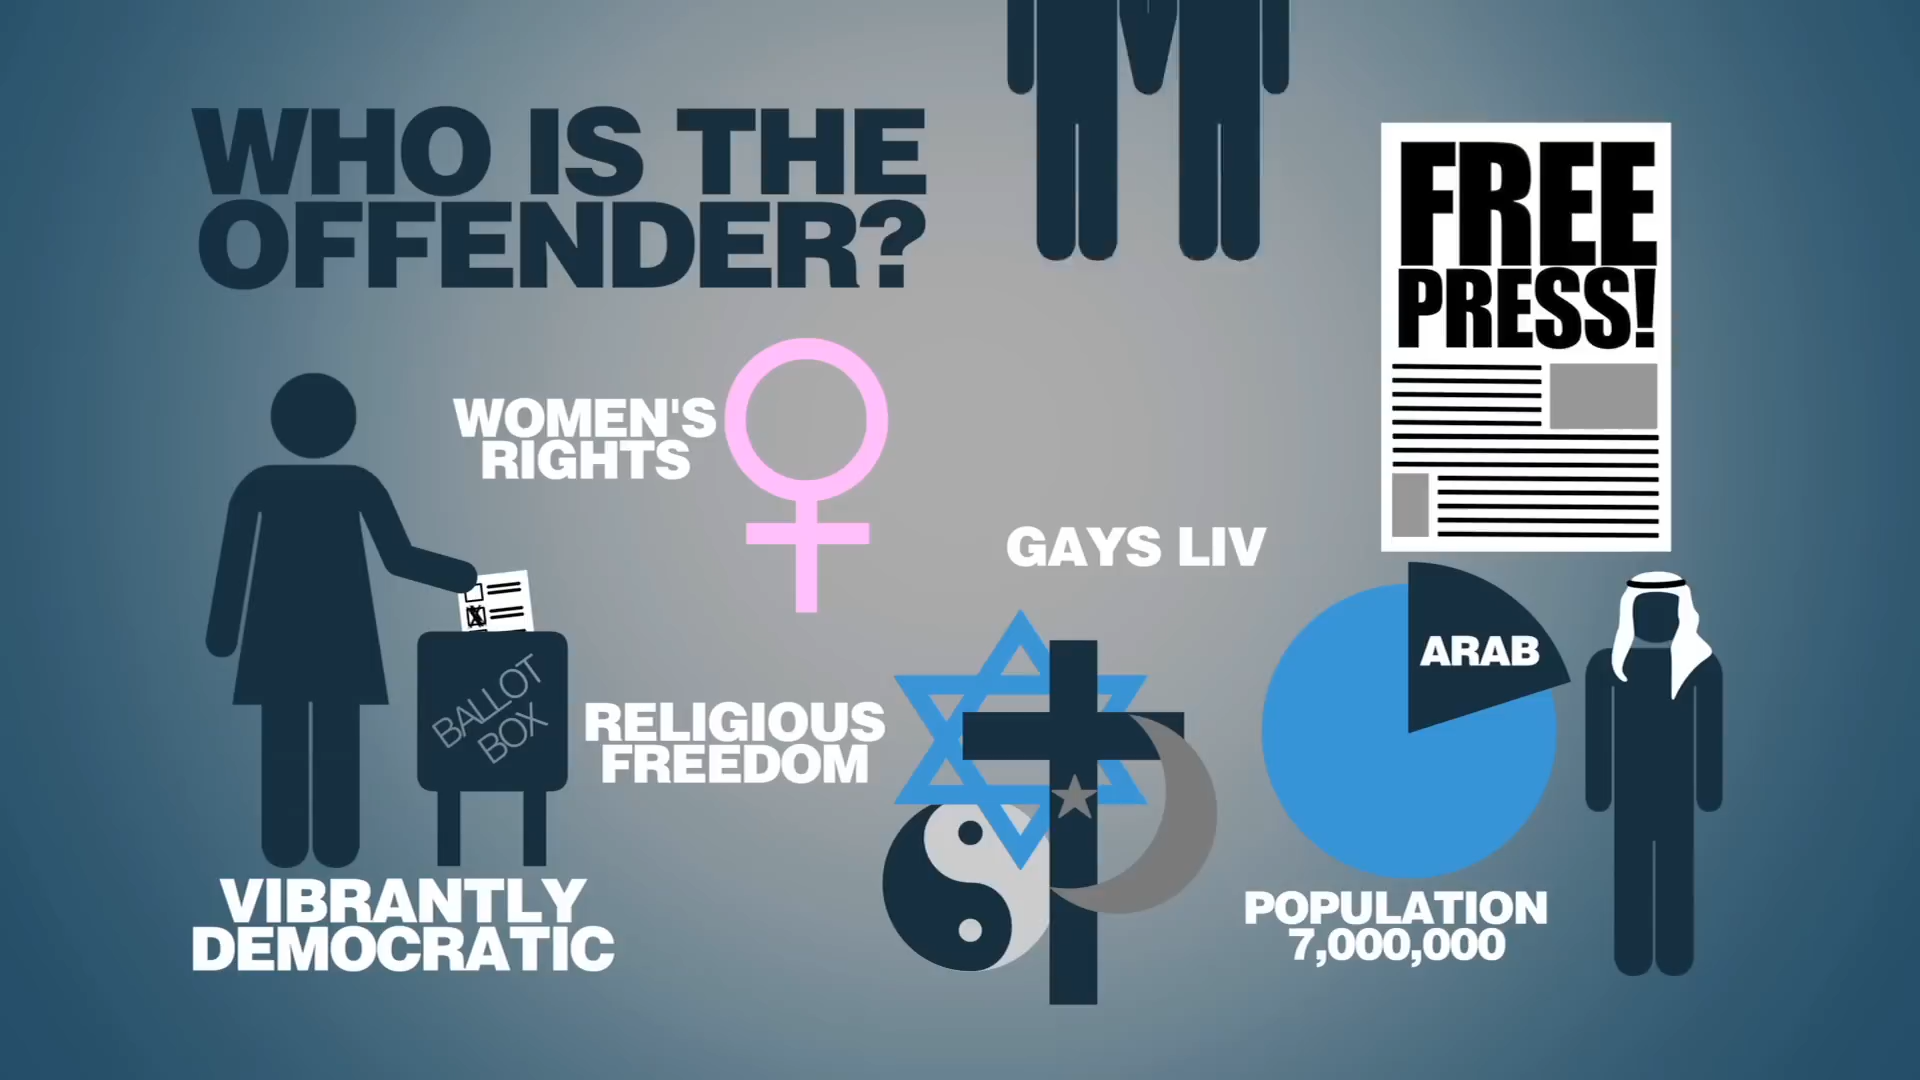 WHO IS THE
OFFENDER?
FREE
PRESS!
WOMEN'S
RIGHTS
GAYS LIV
ARAB
BALLOT
BOX
RELIGIOUS
FREEDOM
VIBRANTLY
DEMOCRATIC
POPULATION
7,000,000